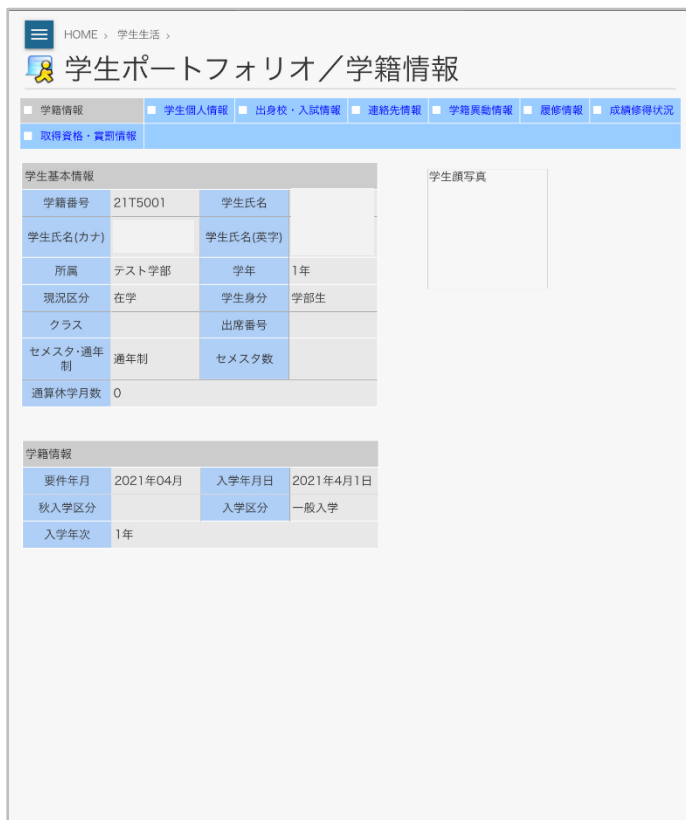 HOME › 学生生活 ›
学生ポートフォリオ／学籍情報
学籍情報 学生個人情報 出身校・入試情報 連絡先情報 学籍異動情報 履修情報 成績修得状況
取得資格・賞罰情報
学生基本情報
学生顔写真
学籍番号 21T5001 学生氏名
学生氏名(カナ) 学生氏名(英字)
所属 テスト学部 学年 1年
現況区分 在学 学生身分 学部生
クラス 出席番号
セメスタ・通年
制 通年制 セメスタ数
通算休学月数 0
学籍情報
要件年月 2021年04月 入学年月日 2021年4月1日
秋入学区分 入学区分 一般入学
入学年次 1年